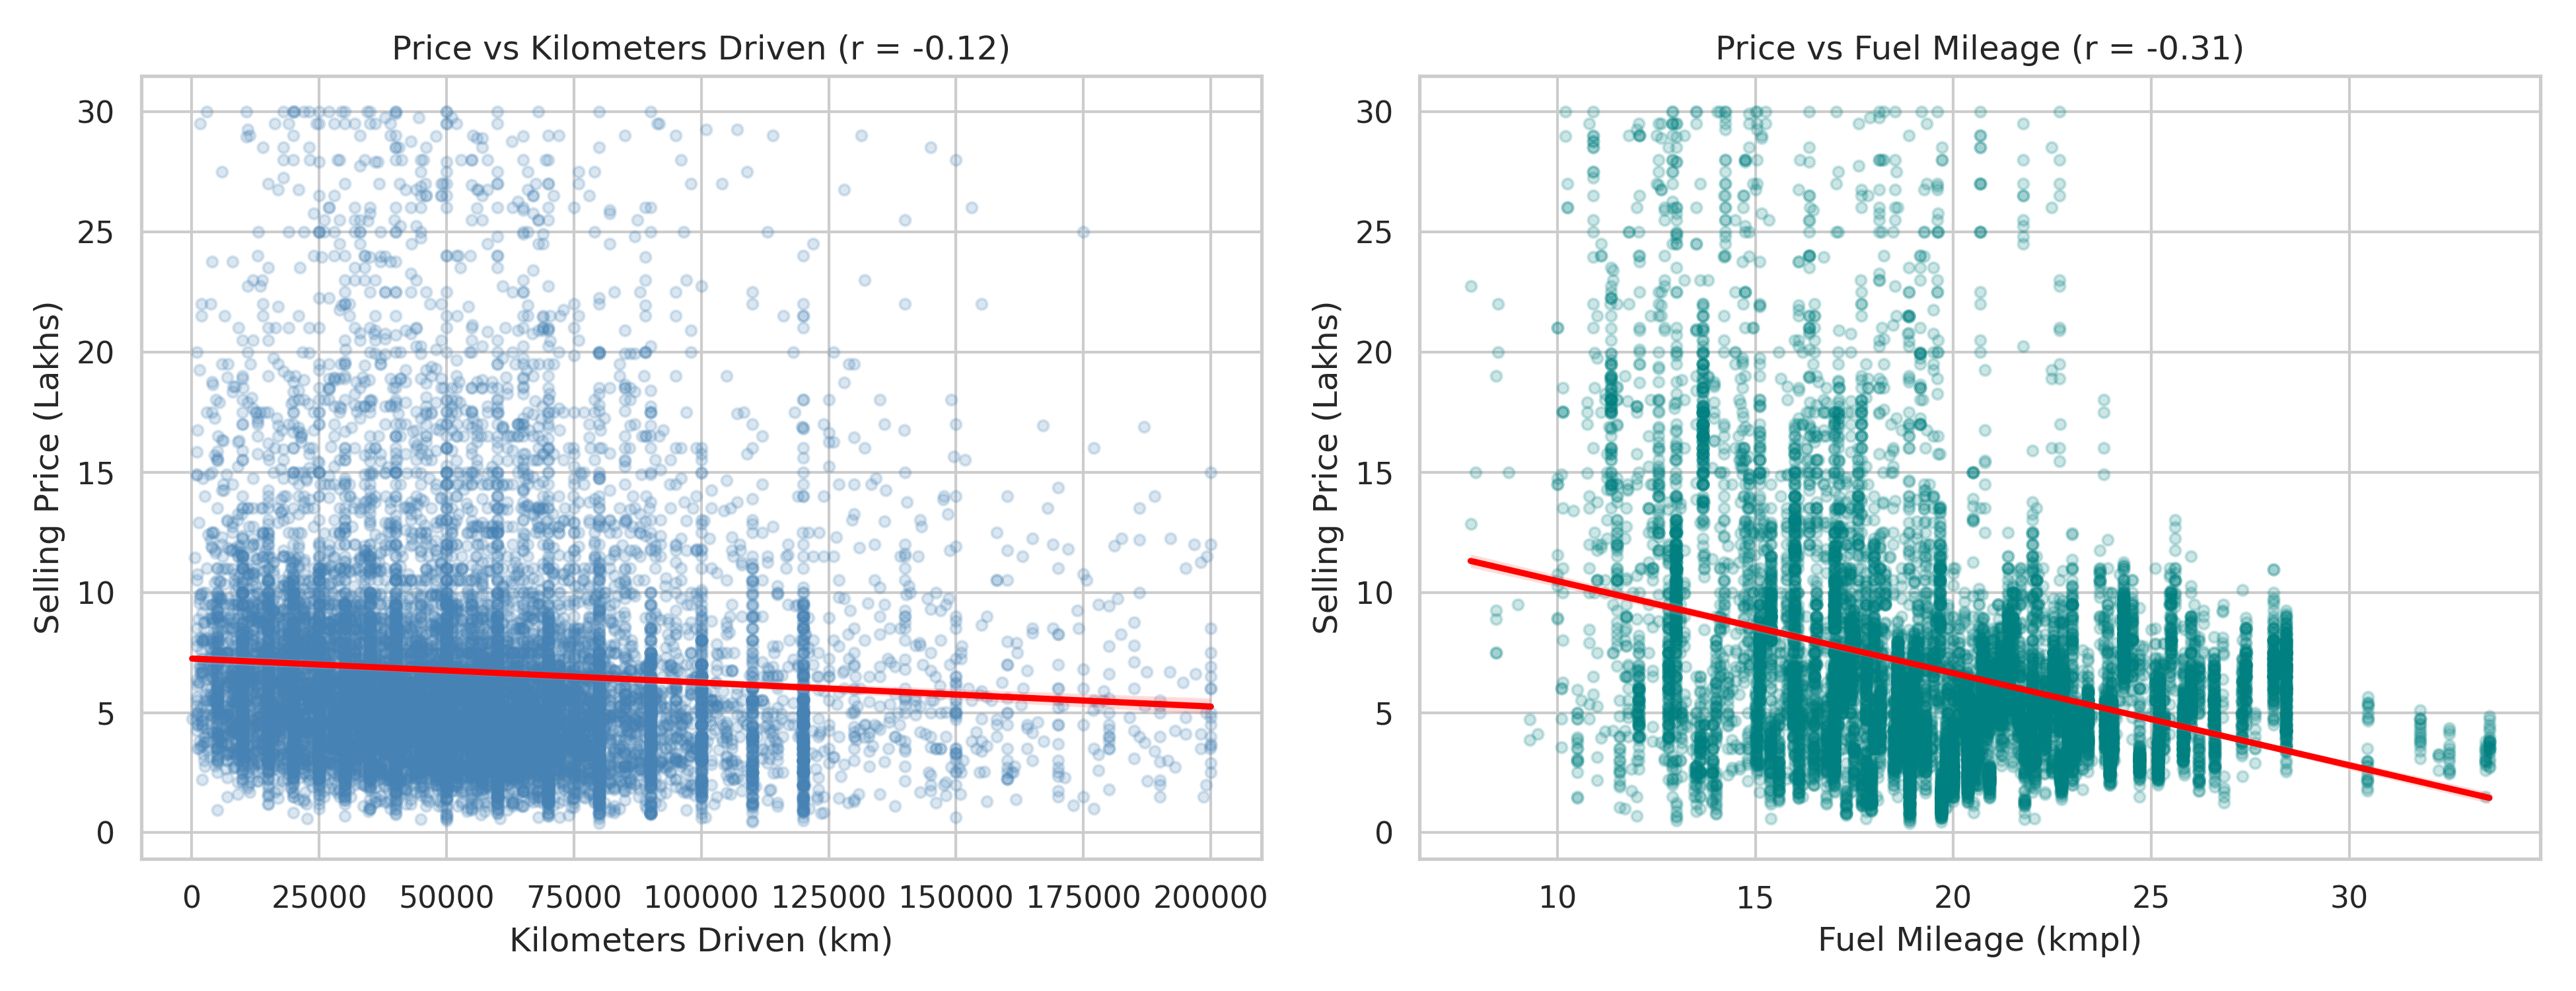 Price vs Kilometers Driven (r = -0.12)
30
25
20
15
10
5
0
Selling Price (Lakhs)
0 25000 50000 75000 100000 125000 150000 175000 200000
Kilometers Driven (km)
Price vs Fuel Mileage (r = -0.31)
30
25
20
15
10
5
0
Selling Price (Lakhs)
10 15 20 25 30
Fuel Mileage (kmpl)